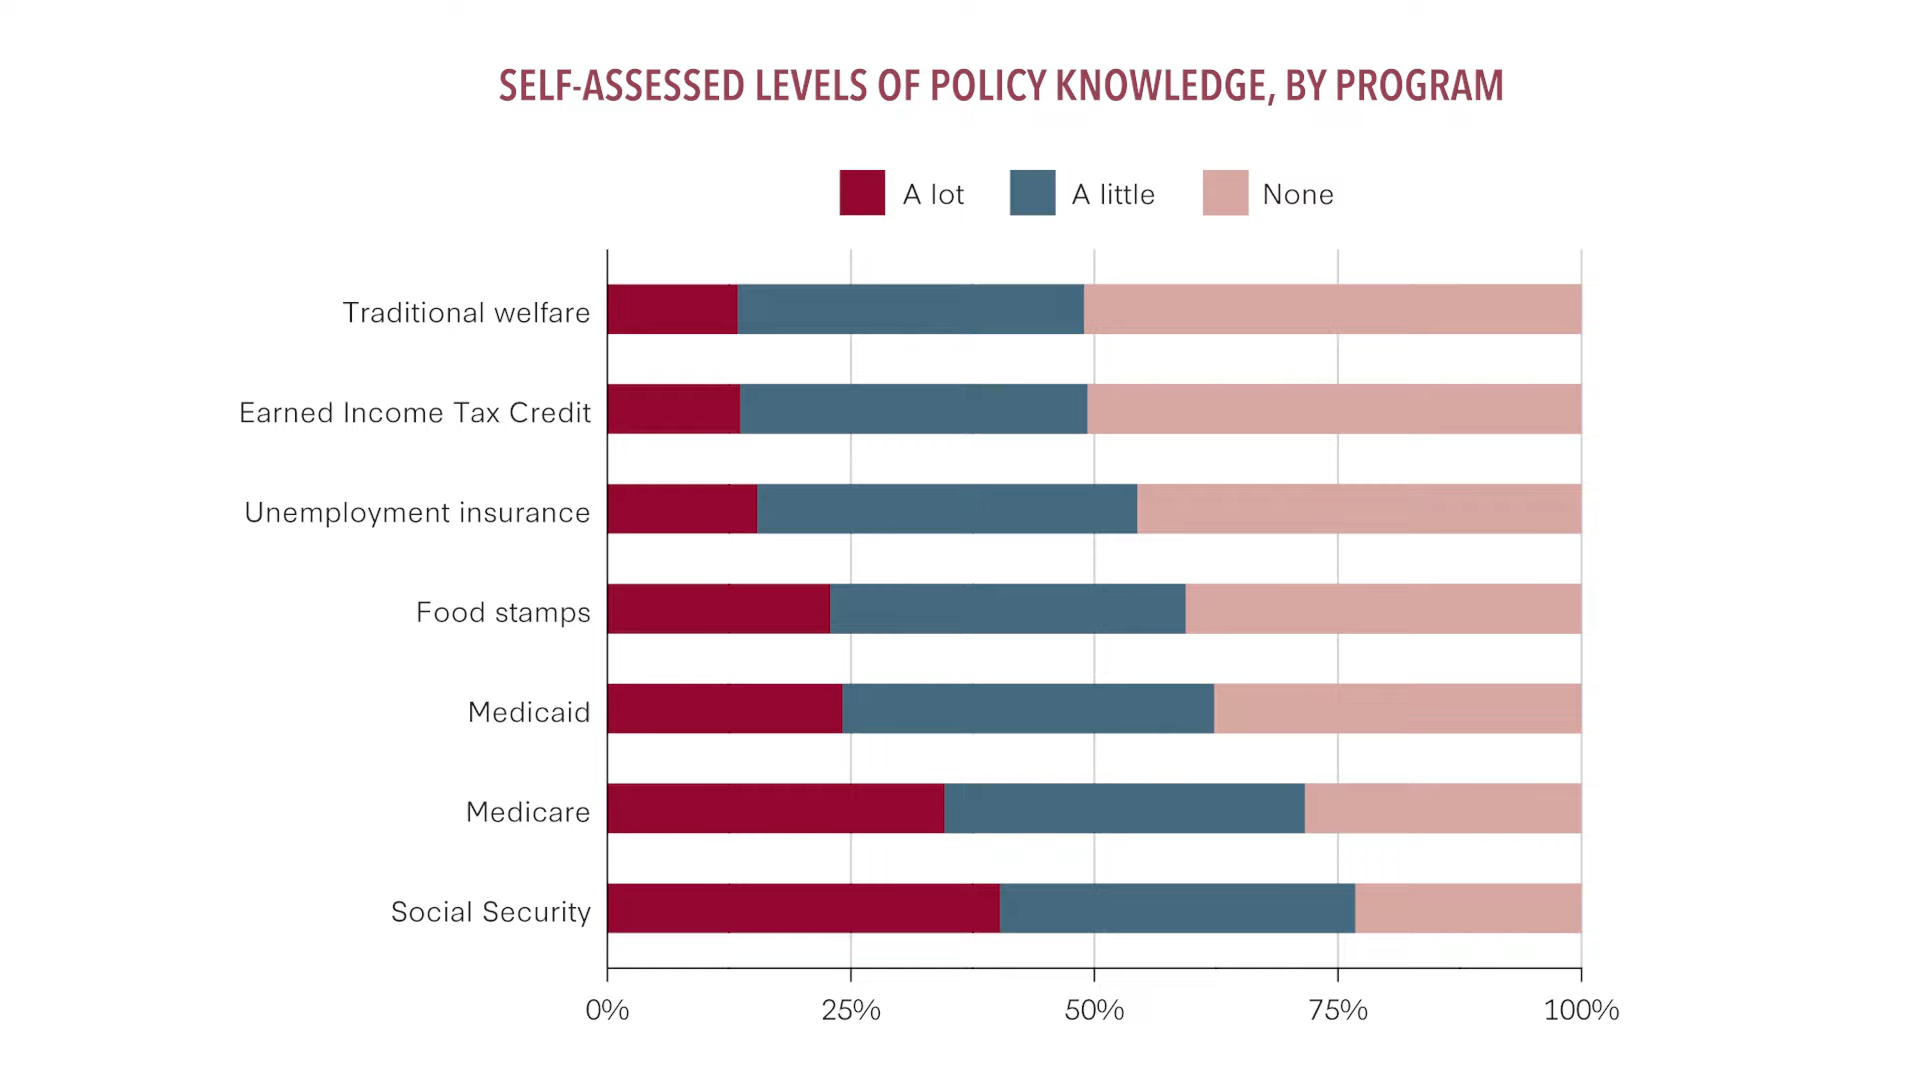 SELF-ASSESSED LEVELS OF POLICY KNOWLEDGE, BY PROGRAM
A lot A little None
Traditional welfare
Earned Income Tax Credit
Unemployment insurance
Food stamps
Medicaid
Medicare
Social Security
0% 25% 50% 75% 100%